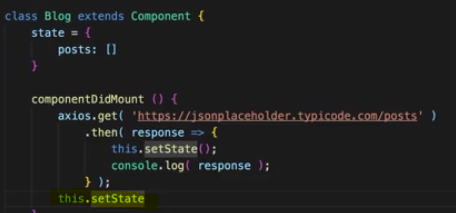 class Blog extends Component {
state = {
posts: []
}
componentDidMount () {
axios.get( 'https://jsonplaceholder.typicode.com/posts' )
.then( response => {
this.setState();
console.log( response );
} );
this.setState
}